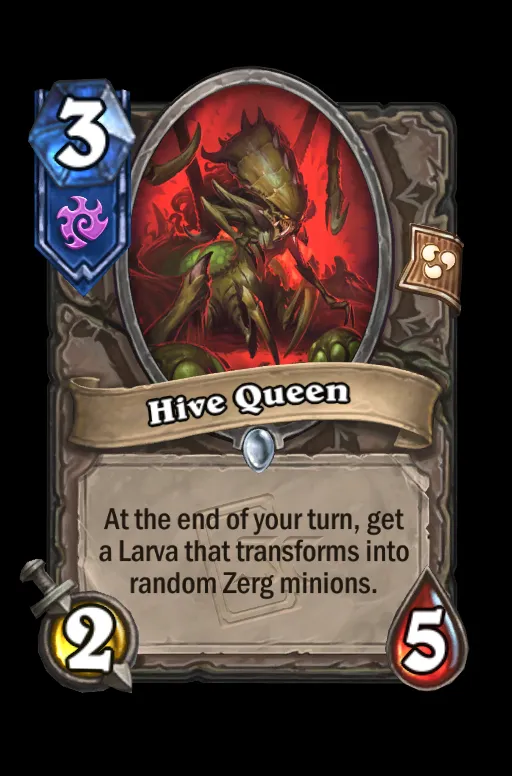 3
Hive Queen
At the end of your turn, get
a Larva that transforms into
random Zerg minions.
2
5